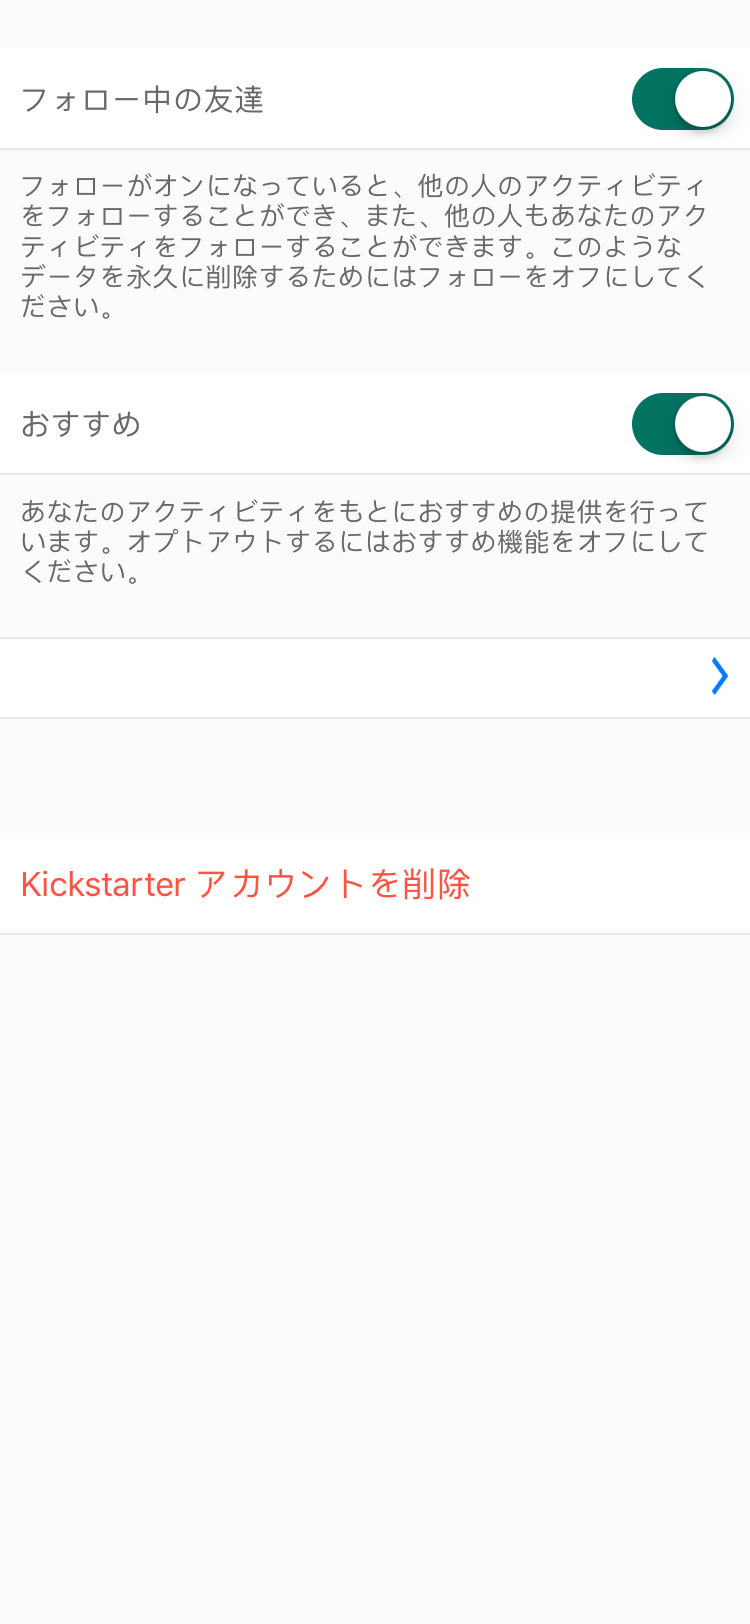 フォロー中の友達
フォローがオンになっていると、他の人のアクティビティ
をフォローすることができ、また、他の人もあなたのアク
ティビティをフォローすることができます。このような
データを永久に削除するためにはフォローをオフにしてく
ださい。
おすすめ
あなたのアクティビティをもとにおすすめの提供を行って
います。オプトアウトするにはおすすめ機能をオフにして
ください。
Kickstarter アカウントを削除